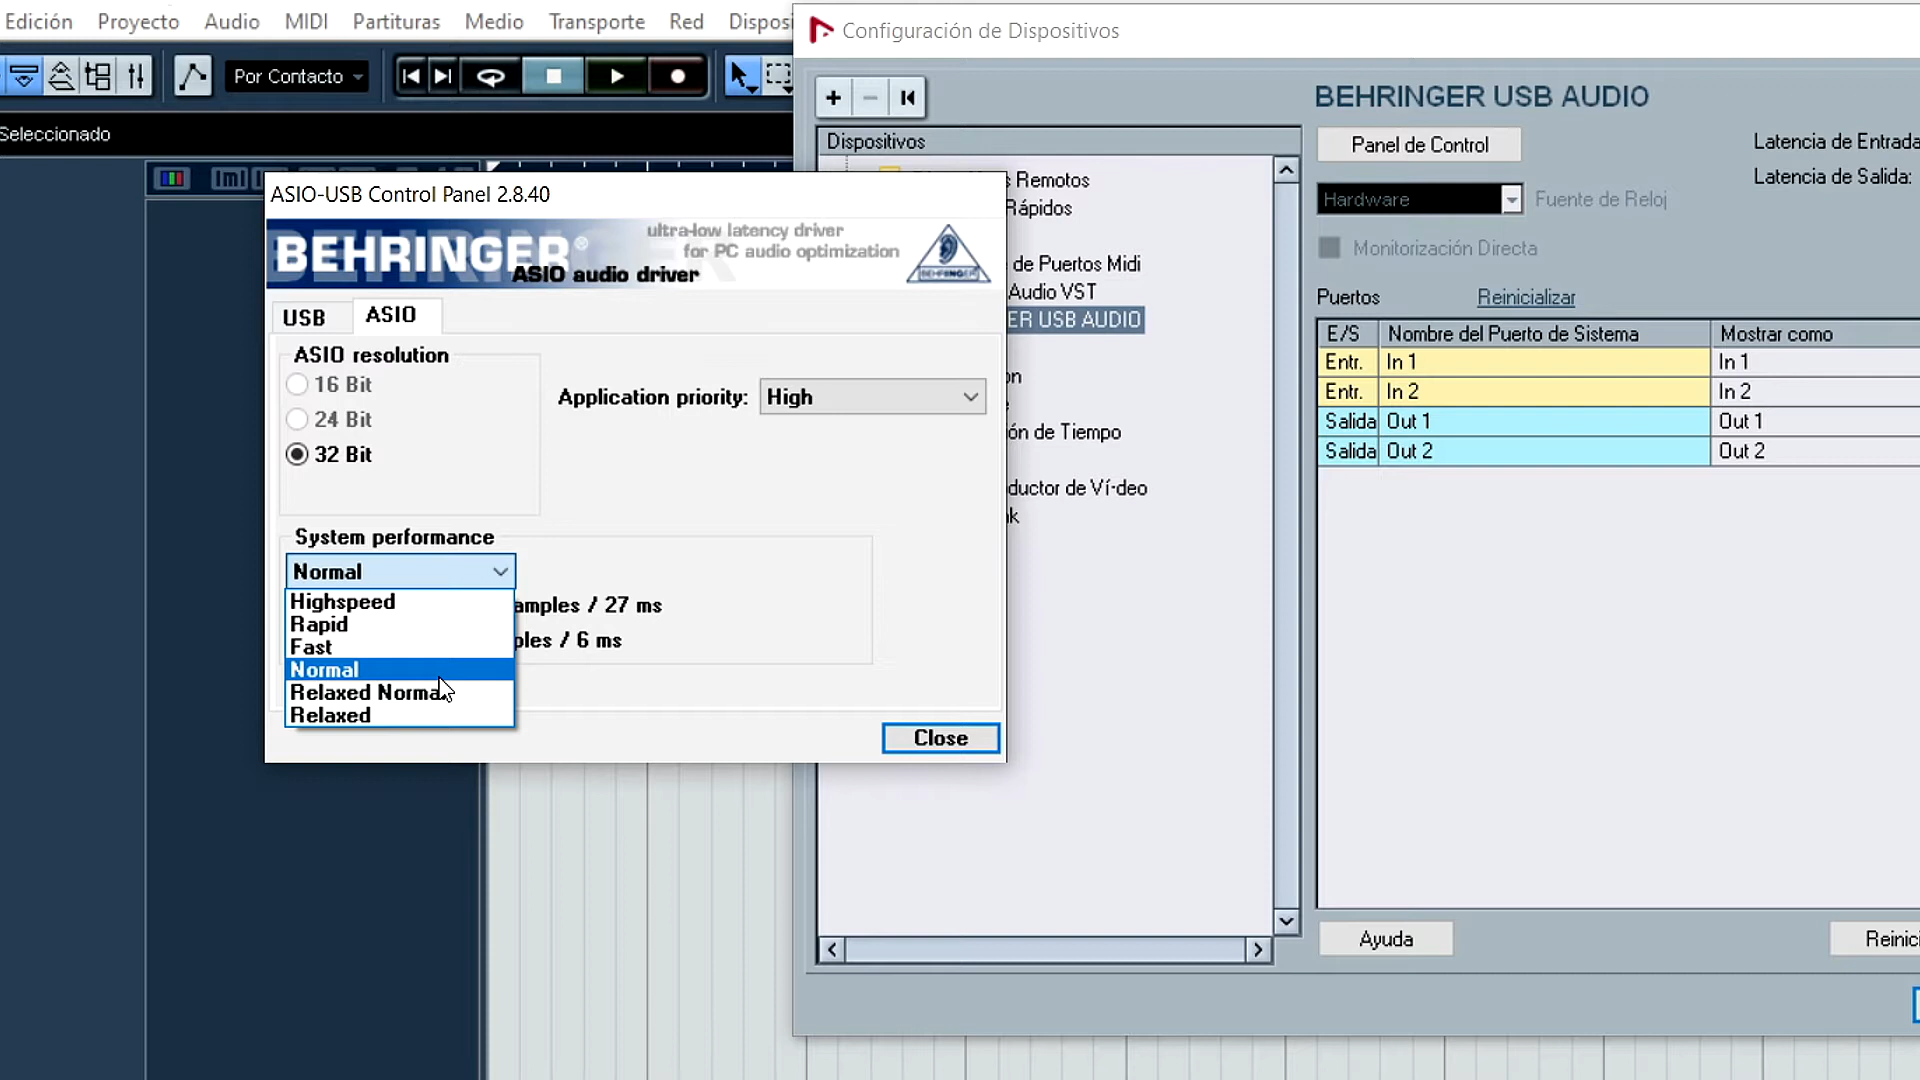 Edición Proyecto Audio MIDI Partituras Medio Transporte Red
Por Contacto
Seleccionado
Configuración de Dispositivos
Dispositivos
Remotos
Rápidos
de Puertos Midi
Audio VST
ER USB AUDIO
ón de Tiempo
ductor de Ví-deo
BEHRINGER USB AUDIO
Panel de Control
Latencia de Entrada
Latencia de Salida:
Hardware
Fuente de Reloj
Monitorización Directa
Puertos
Reinicializar
E/S Nombre del Puerto de Sistema Mostrar como
Entr. In 1 In 1
Entr. In 2 In 2
Salida Out 1 Out 1
Salida Out 2 Out 2
Ayuda
ASIO-USB Control Panel 2.8.40
BEHRINGER®
ASIO audio driver
ultra-low latency driver
for PC audio optimization
BEHRINGER
USB ASIO
ASIO resolution
16 Bit
24 Bit
32 Bit
Application priority: High
System performance
Normal
Highspeed
Rapid
Fast
Normal
Relaxed Normal
Relaxed
amples / 27 ms
ples / 6 ms
Close